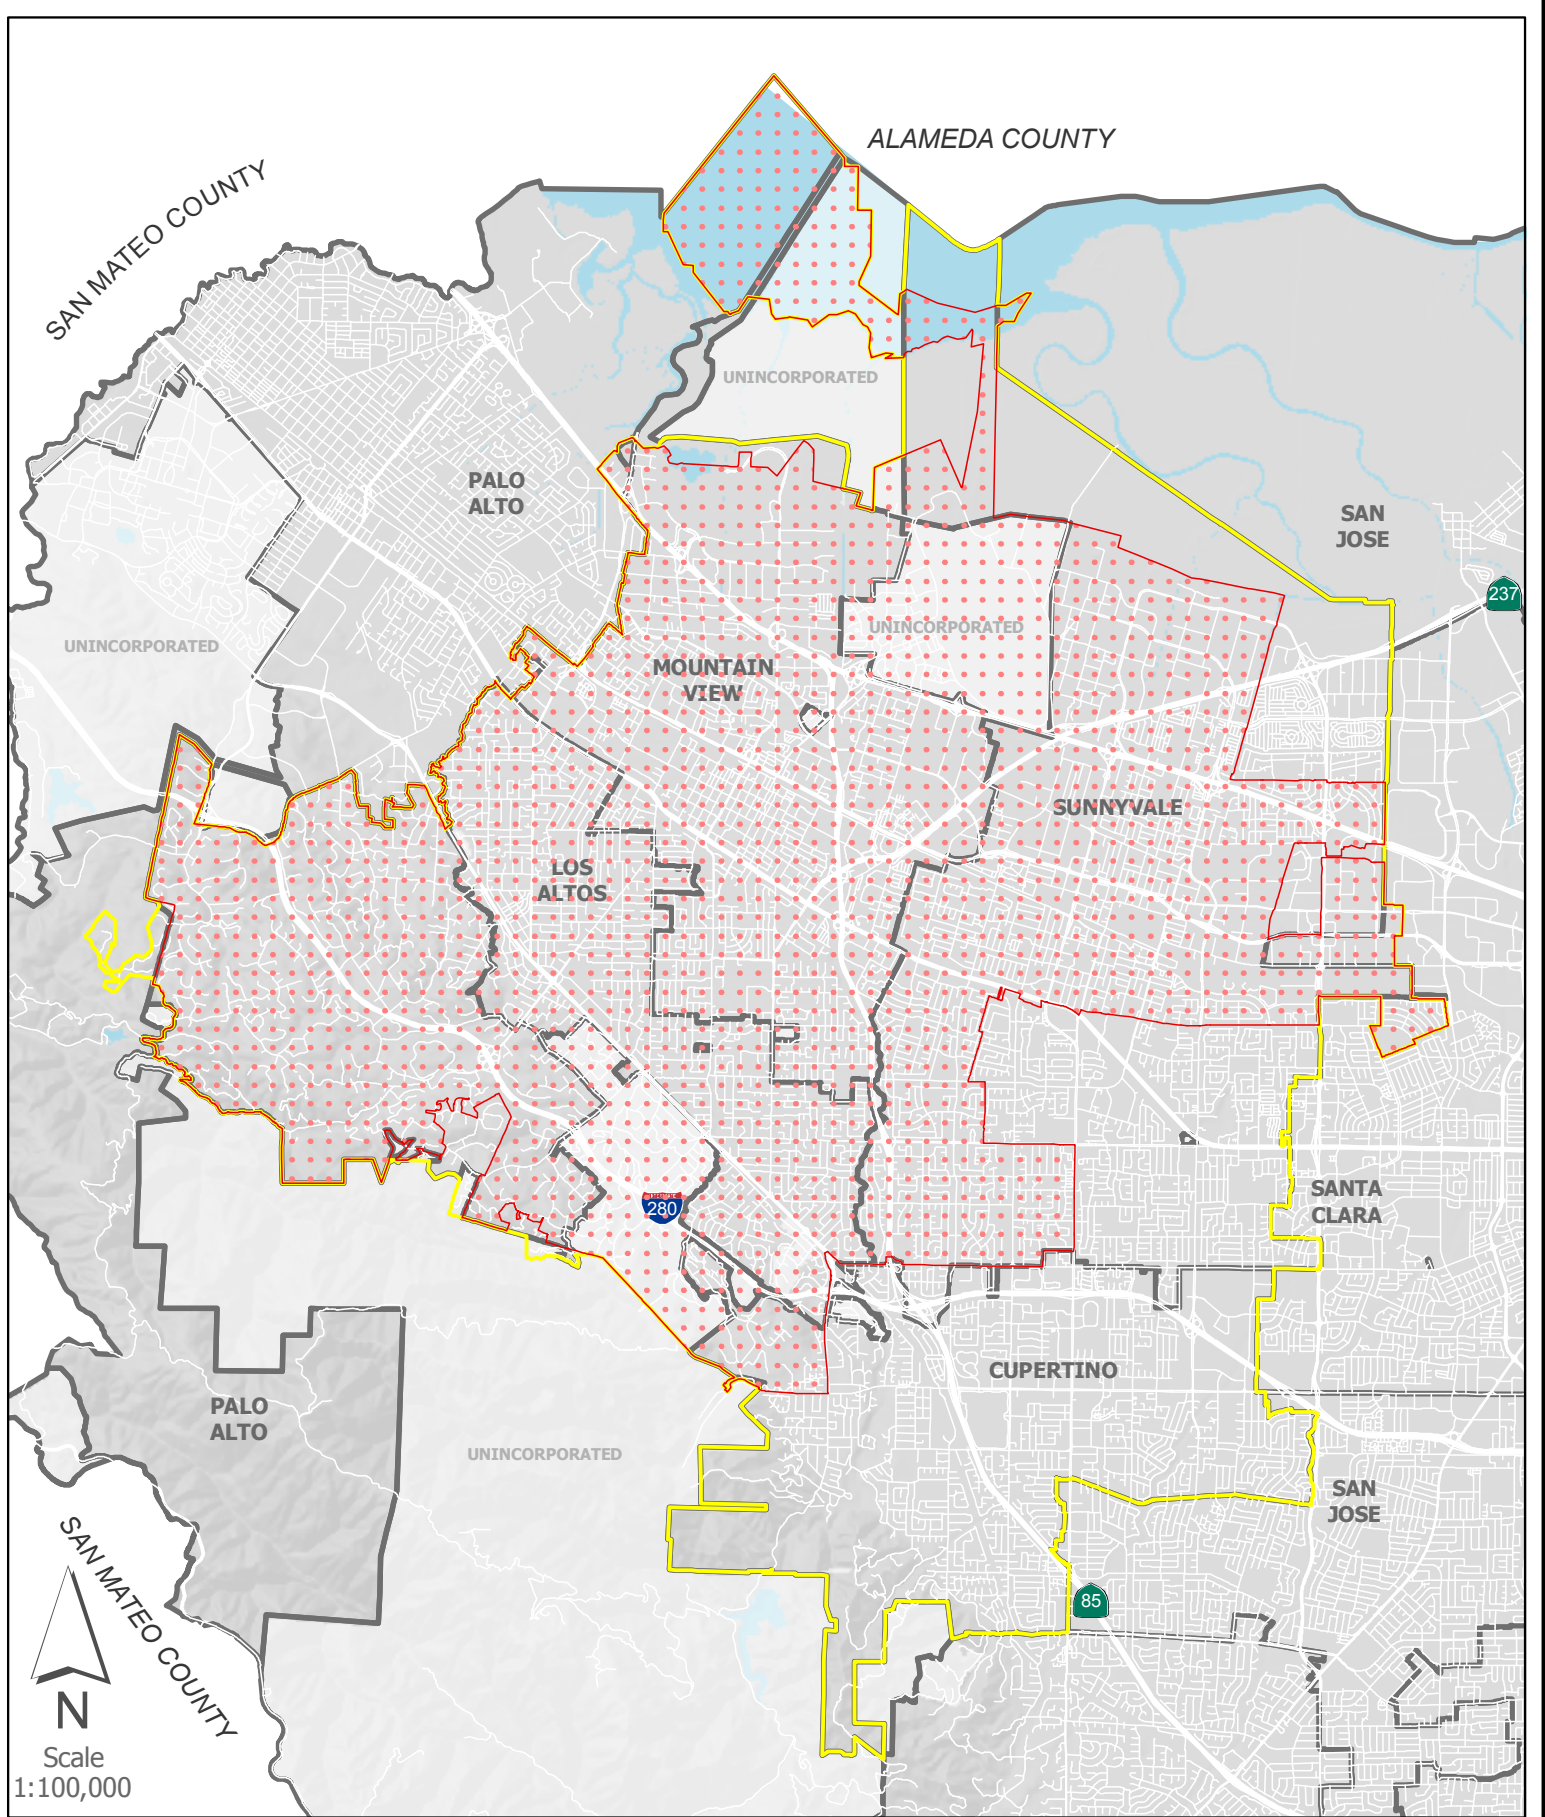 ALAMEDA COUNTY
SAN MATEO COUNTY
UNINCORPORATED
PALO
ALTO
SAN
JOSE
237
UNINCORPORATED
UNINCORPORATED
MOUNTAIN
VIEW
SUNNYVALE
LOS
ALTOS
SANTA
CLARA
280
CUPERTINO
PALO
ALTO
UNINCORPORATED
SAN
JOSE
SAN MATEO COUNTY
85
N
Scale
1:100,000